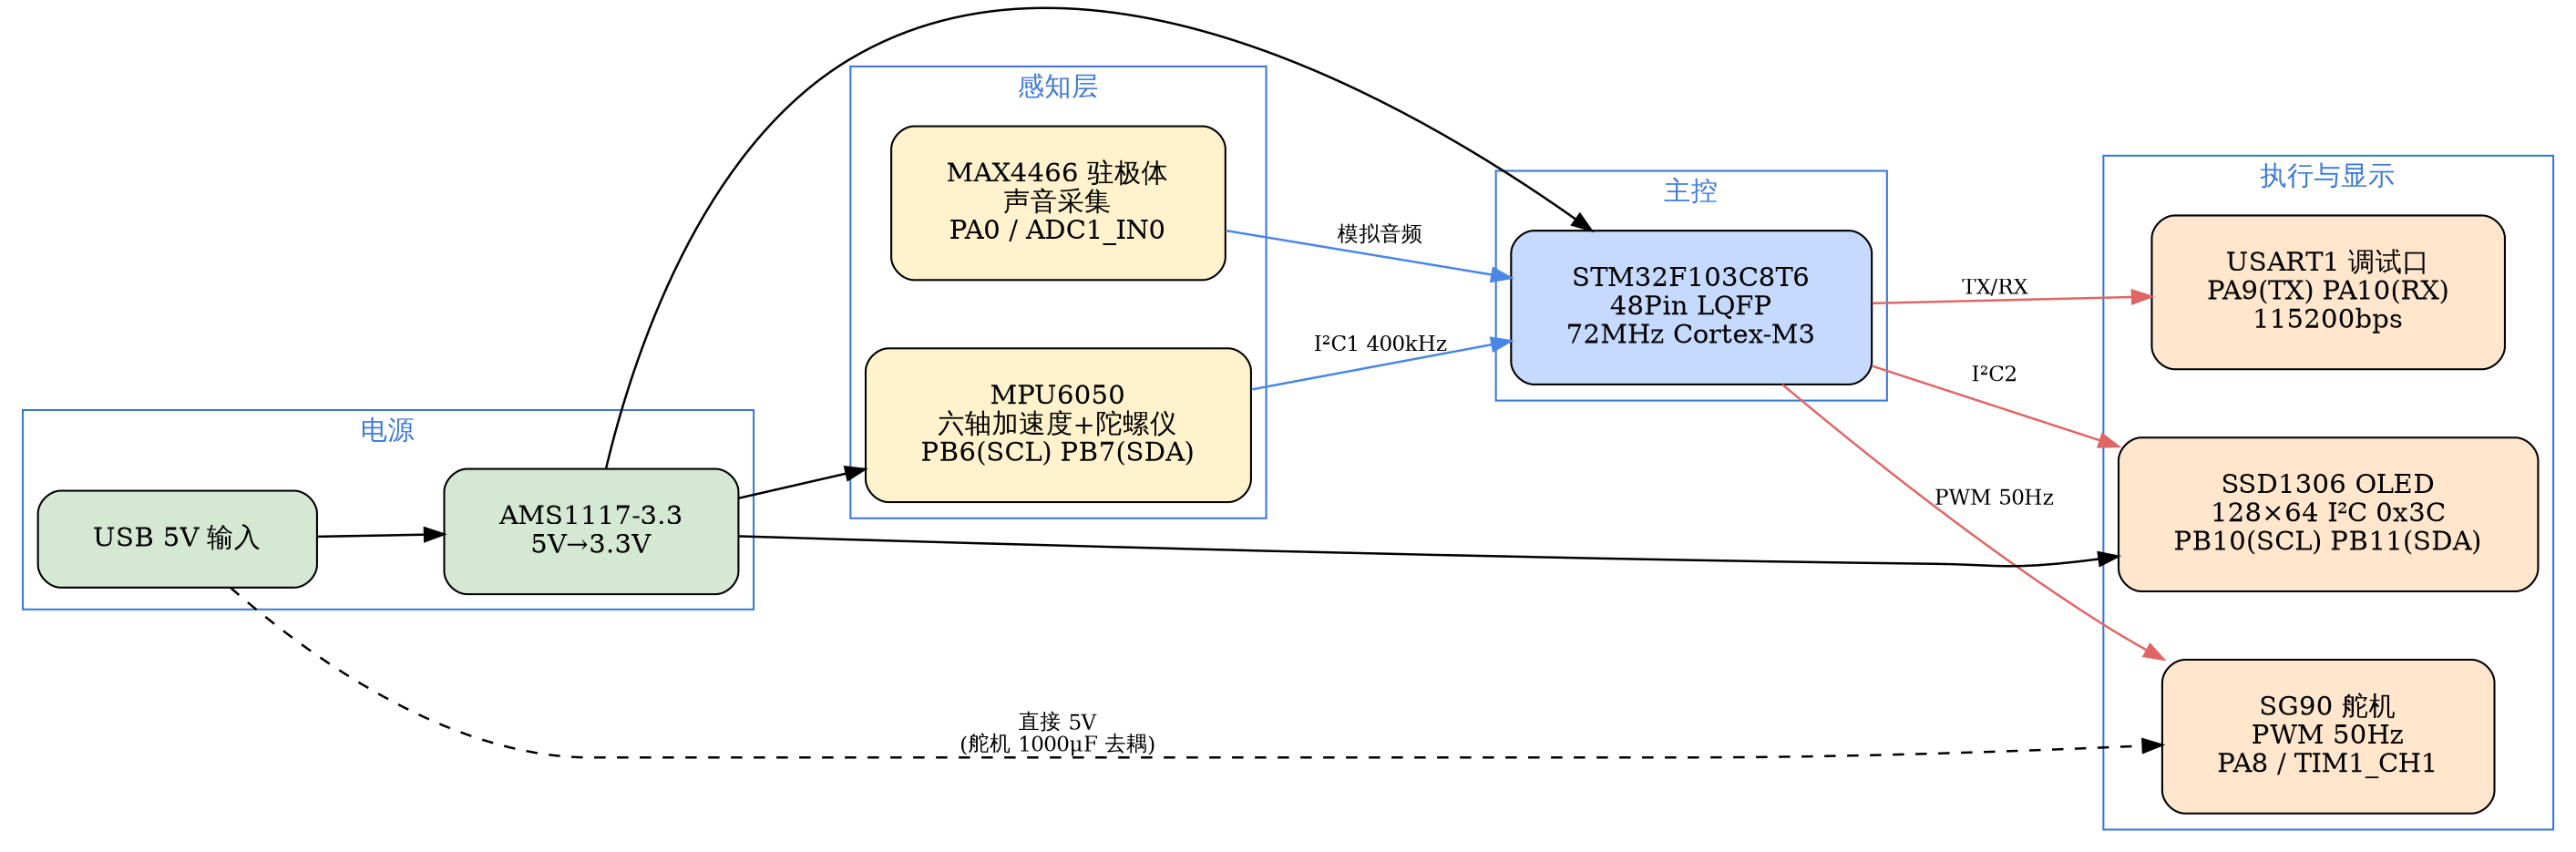 电源
USB 5V 输入
AMS1117-3.3
5V→3.3V
感知层
MAX4466 驻极体
声音采集
PA0 / ADC1_IN0
MPU6050
六轴加速度+陀螺仪
PB6(SCL) PB7(SDA)
模拟音频
I²C1 400kHz
主控
STM32F103C8T6
48Pin LQFP
72MHz Cortex-M3
TX/RX
I²C2
PWM 50Hz
直接 5V
(舵机 1000µF 去耦)
执行与显示
USART1 调试口
PA9(TX) PA10(RX)
115200bps
SSD1306 OLED
128×64 I²C 0x3C
PB10(SCL) PB11(SDA)
SG90 舵机
PWM 50Hz
PA8 / TIM1_CH1